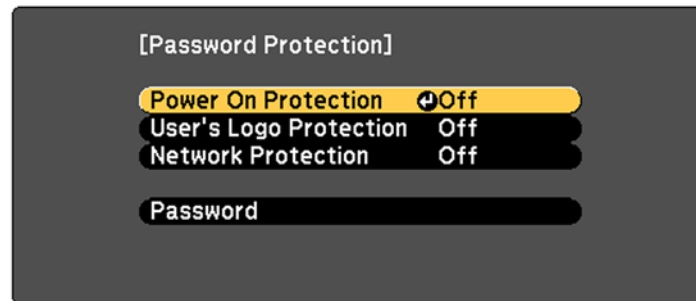 [Password Protection]
Power On Protection Off
User's Logo Protection Off
Network Protection Off
Password